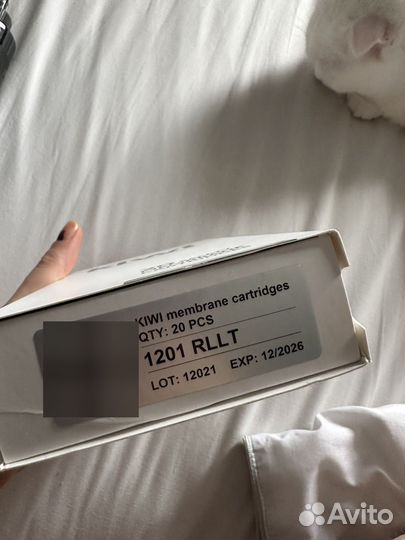 KIWI membrane cartridges
QTY: 20 PCS
1201 RLLT
LOT: 12021 EXP: 12/2026
Avito